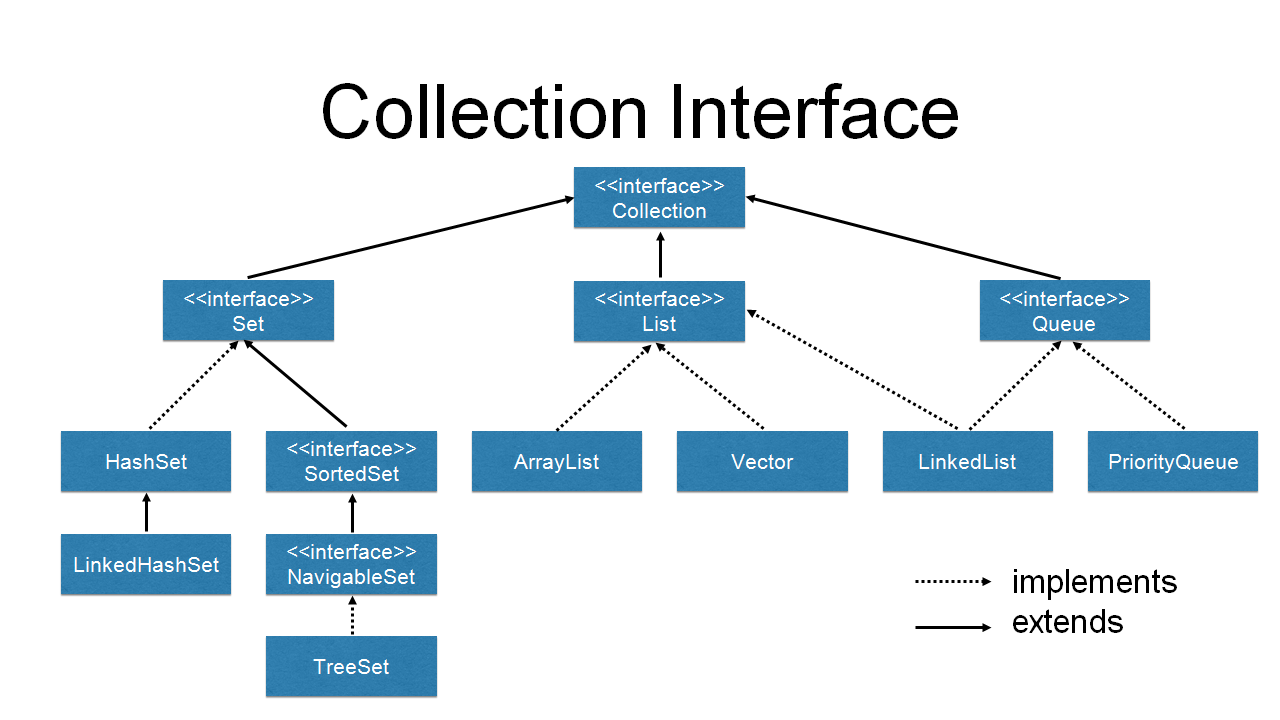 Collection Interface
<<interface>>
Collection
<<interface>>
Set
<<interface>>
List
<<interface>>
Queue
HashSet
<<interface>>
SortedSet
ArrayList
Vector
LinkedList
PriorityQueue
LinkedHashSet
<<interface>>
NavigableSet
TreeSet
implements
extends